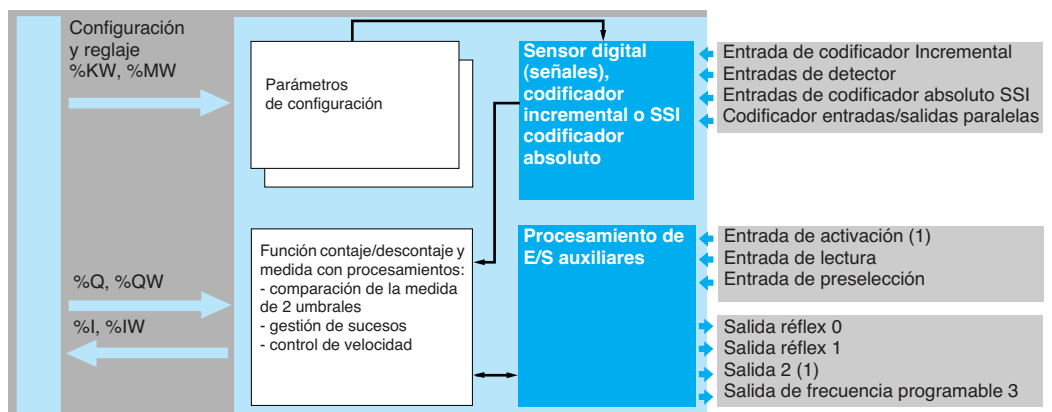 Configuración
y reglaje
%KW, %MW
Parámetros
de configuración
Sensor digital
(señales),
codificador
incremental o SSI
codificador
absoluto
Entrada de codificador Incremental
Entradas de detector
Entradas de codificador absoluto SSI
Codificador entradas/salidas paralelas
%Q, %QW
%I, %IW
Función contaje/descontaje y
medida con procesamientos:
- comparación de la medida
de 2 umbrales
- gestión de sucesos
- control de velocidad
Procesamiento de
E/S auxiliares
Entrada de activación (1)
Entrada de lectura
Entrada de preselección
Salida réflex 0
Salida réflex 1
Salida 2 (1)
Salida de frecuencia programable 3